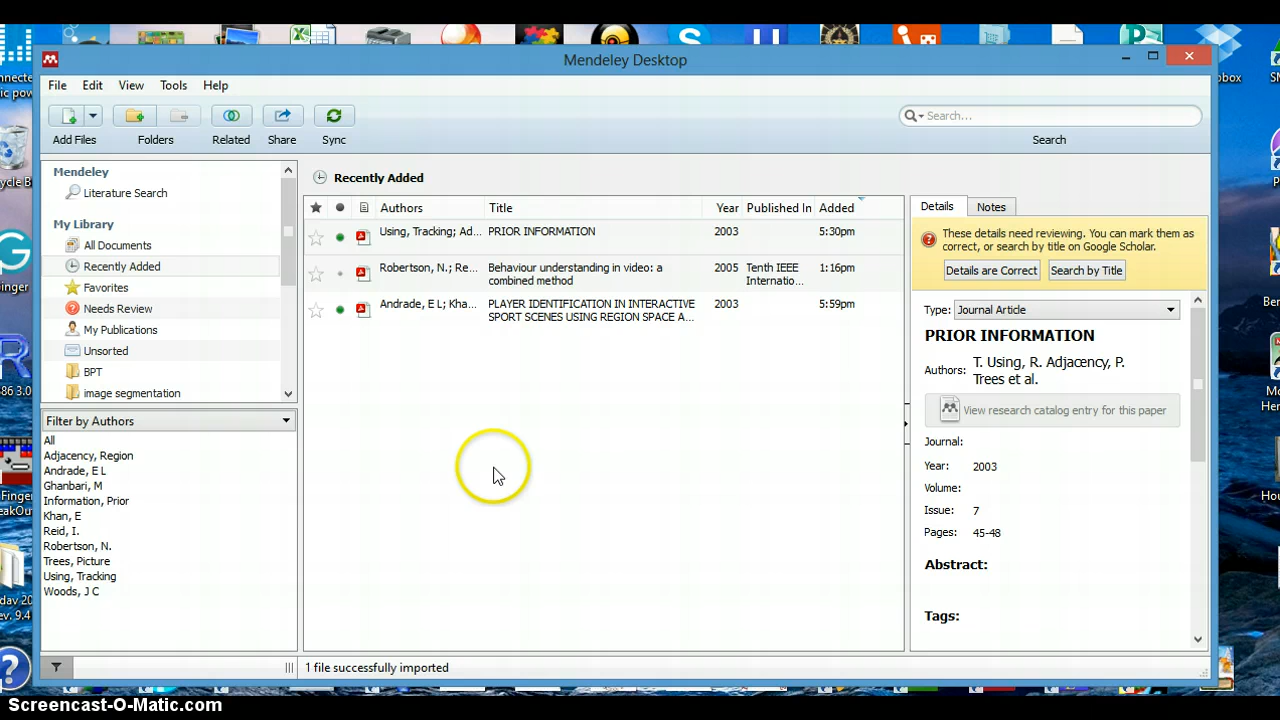 Mendeley Desktop
File Edit View Tools Help
Add Files Folders Related Share Sync
Search...
Search
Mendeley
Literature Search
My Library
All Documents
Recently Added
Favorites
Needs Review
My Publications
Unsorted
BPT
image segmentation
Filter by Authors
All
Adjacency, Region
Andrade, E L
Ghanbari, M
Information, Prior
Khan, E
Reid, I.
Robertson, N.
Trees, Picture
Using, Tracking
Woods, J C
Recently Added
Authors Title Year Published In Added
Using, Tracking; Ad... PRIOR INFORMATION 2003 5:30pm
Robertson, N.; Re... Behaviour understanding in video: a 2005 Tenth IEEE 1:16pm
combined method Internatio...
Andrade, E L; Kha... PLAYER IDENTIFICATION IN INTERACTIVE 2003 5:59pm
SPORT SCENES USING REGION SPACE A...
Details Notes
These details need reviewing. You can mark them as
correct, or search by title on Google Scholar.
Details are Correct Search by Title
Type: Journal Article
PRIOR INFORMATION
Authors: T. Using, R. Adjacency, P.
Trees et al.
View research catalog entry for this paper
Journal:
Year: 2003
Volume:
Issue: 7
Pages: 45-48
Abstract:
Tags:
1 file successfully imported
Screencast-O-Matic.com